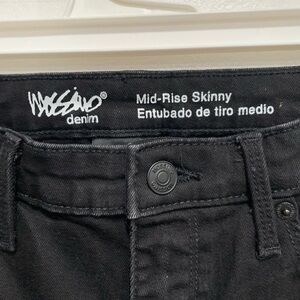 Mossimo
denim
Mid-Rise Skinny
Entubado de tiro medio